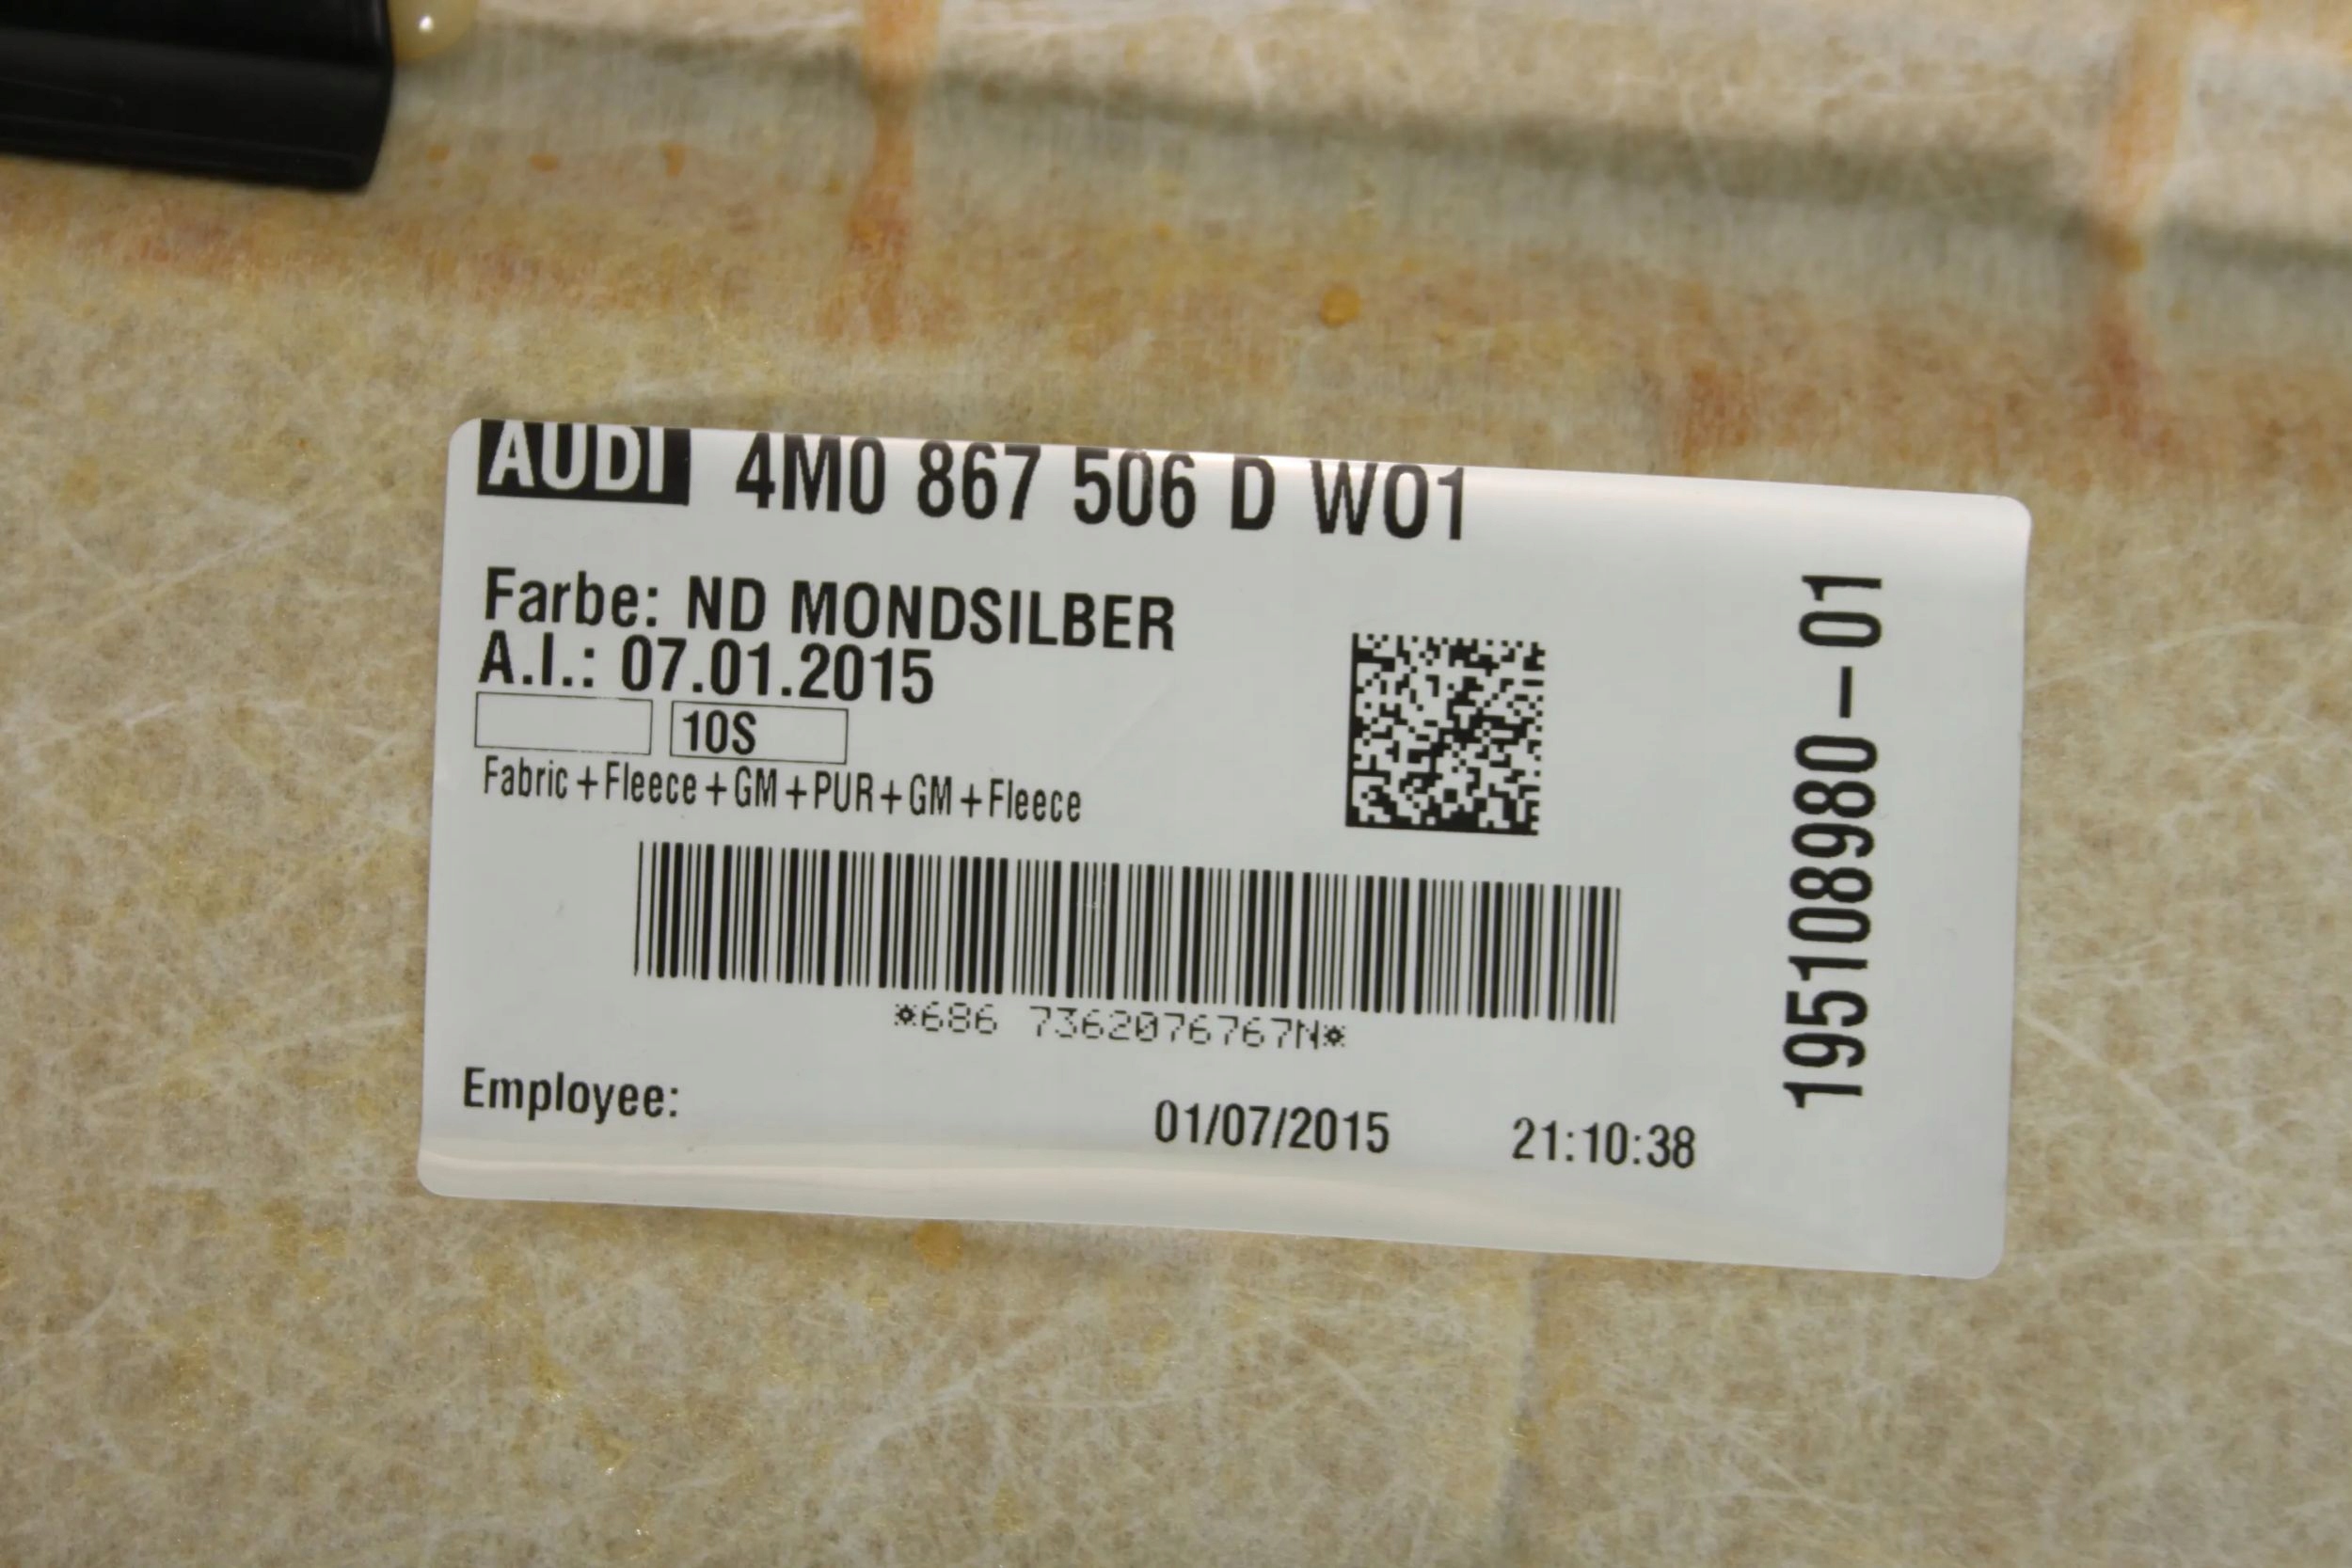 AUDI 4M0 867 506 D WO1
Farbe: ND MONDSILBER
A.I.: 07.01.2015
10S
Fabric+Fleece+GM+PUR+GM+Fleece
*686 7362076767N*
Employee:
01/07/2015 21:10:38
195108980-01